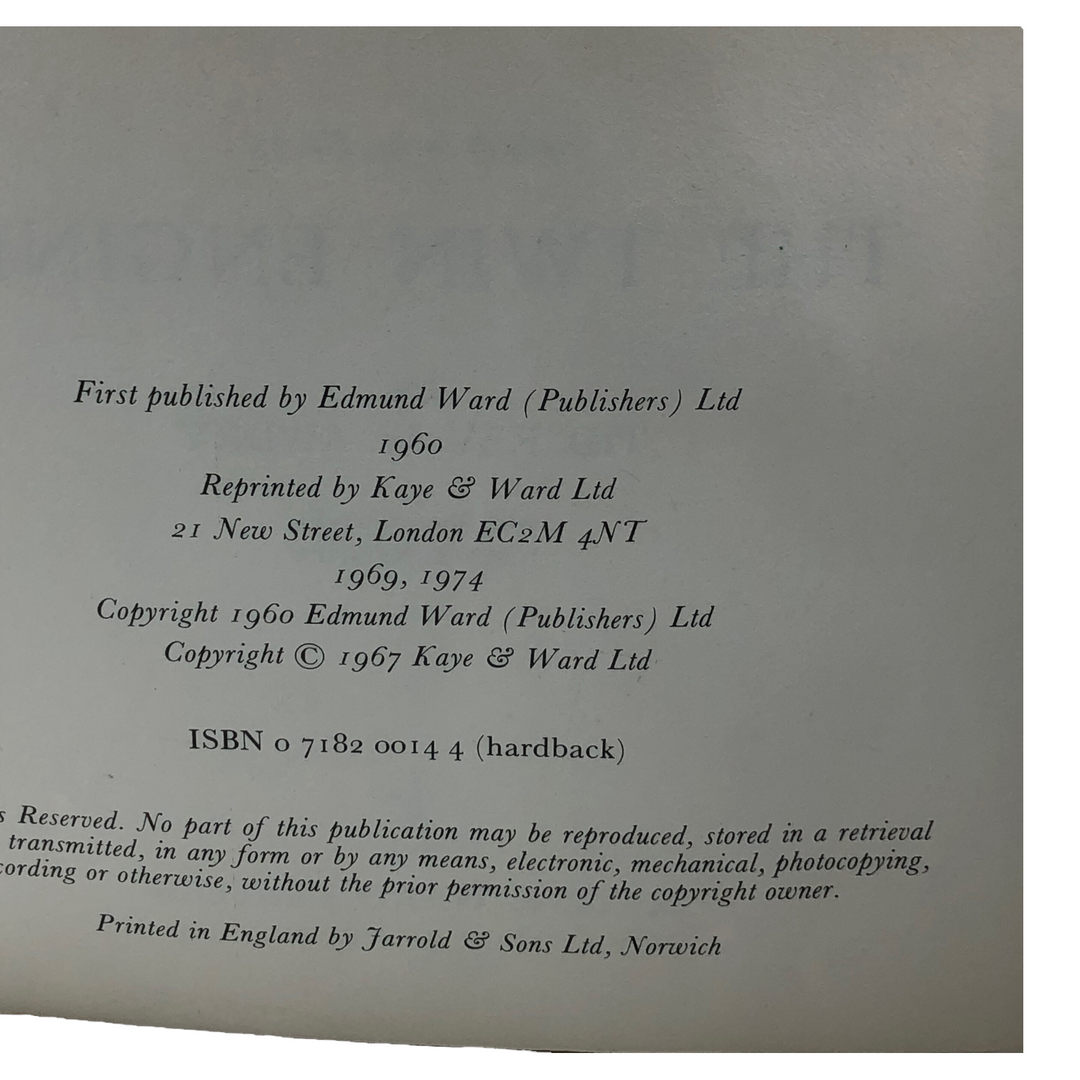 First published by Edmund Ward (Publishers) Ltd
1960
Reprinted by Kaye & Ward Ltd
21 New Street, London EC2M 4NT
1969, 1974
Copyright 1960 Edmund Ward (Publishers) Ltd
Copyright © 1967 Kaye & Ward Ltd
ISBN 0 7182 0014 4 (hardback)
s Reserved. No part of this publication may be reproduced, stored in a retrieval
transmitted, in any form or by any means, electronic, mechanical, photocopying,
cording or otherwise, without the prior permission of the copyright owner.
Printed in England by Jarrold & Sons Ltd, Norwich